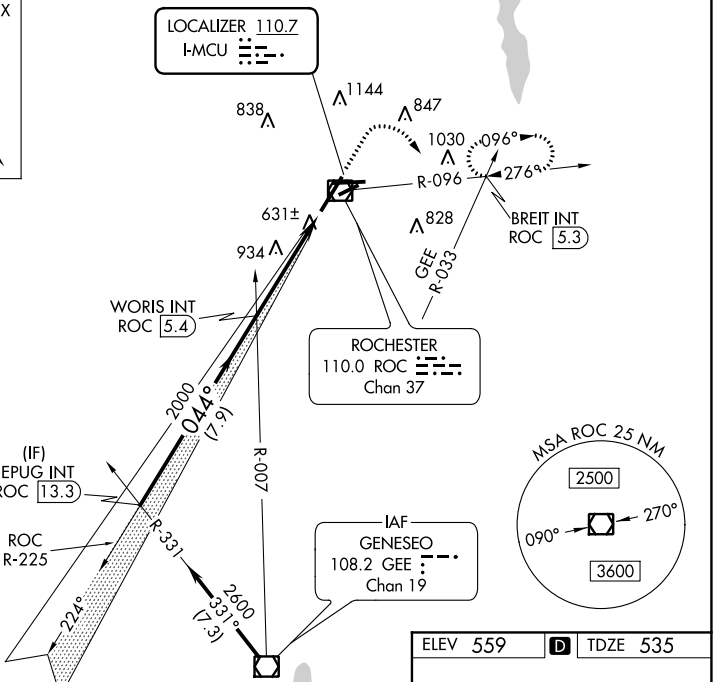 X
LOCALIZER 110.7
I-MCU
838
1144
847
1030
096°
R-096
276°
631±
934
828
BREIT INT
ROC 5.3
GEE
R-033
WORIS INT
ROC 5.4
ROCHESTER
110.0 ROC
Chan 37
2000
044°
(7.9)
R-007
(IF)
EPUG INT
ROC 13.3
ROC
R-225
R-331
224°
2600
331°
(7.3)
IAF
GENESEO
108.2 GEE
Chan 19
MSA ROC 25 NM
2500
090°
270°
3600
ELEV 559 D TDZE 535